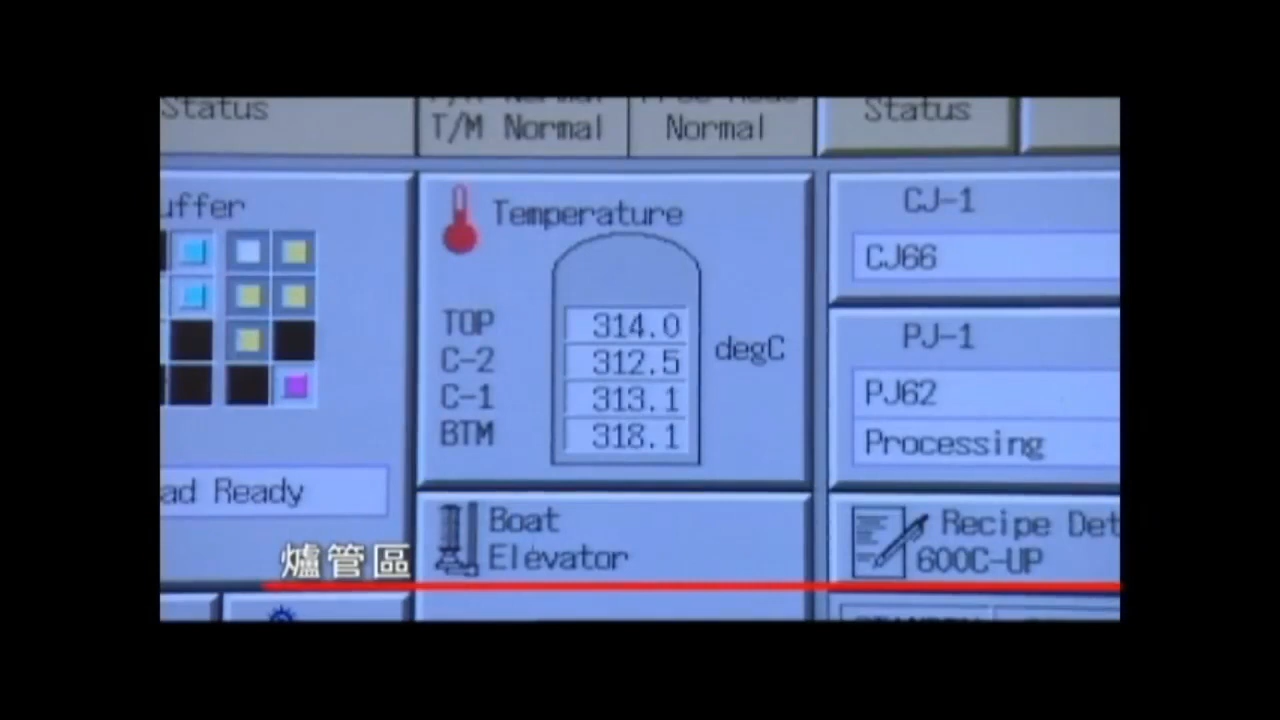 Status
T/M Normal
Normal
Status
uffer
Temperature
TOP 314.0
C-2 312.5
C-1 313.1
BTM 318.1
degC
CJ-1
CJ66
PJ-1
PJ62
Processing
ad Ready
Boat
Elevator
Recipe Det
600C-UP
爐管區